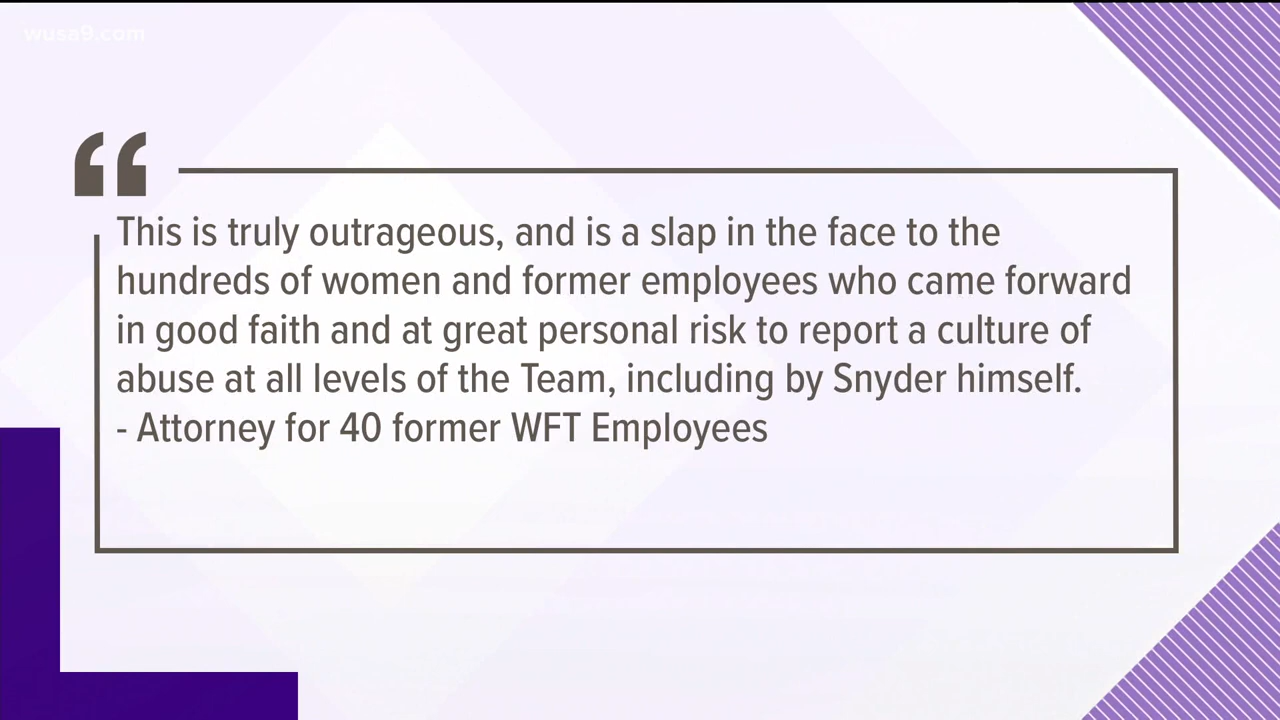 wusa9.com
“
This is truly outrageous, and is a slap in the face to the
hundreds of women and former employees who came forward
in good faith and at great personal risk to report a culture of
abuse at all levels of the Team, including by Snyder himself.
- Attorney for 40 former WFT Employees